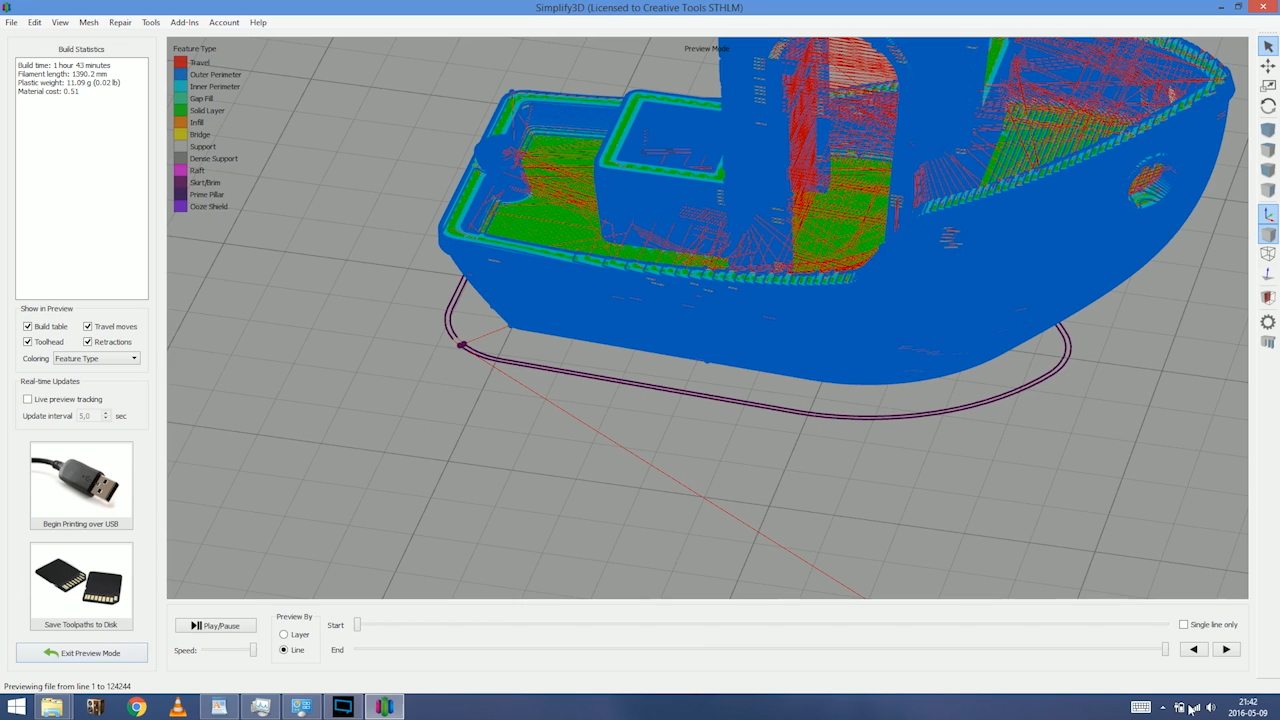 Simplify3D (Licensed to Creative Tools STHLM)
File Edit View Mesh Repair Tools Add-Ins Account Help
Build Statistics
Build time: 1 hour 43 minutes
Filament length: 1390.2 mm
Plastic weight: 11.09 g (0.02 lb)
Material cost: 0.51
Feature Type
Travel
Outer Perimeter
Inner Perimeter
Gap Fill
Solid Layer
Infill
Bridge
Support
Dense Support
Raft
Skirt/Brim
Prime Pillar
Ooze Shield
Preview Mode
Show in Preview
Build table Travel moves
Toolhead Retractions
Coloring Feature Type
Real-time Updates
Live preview tracking
Update interval 5,0 sec
Begin Printing over USB
Save Toolpaths to Disk
Exit Preview Mode
Play/Pause
Speed:
Preview By
Layer
Line
Start
End
Single line only
Previewing file from line 1 to 124244
21:42
2016-05-09